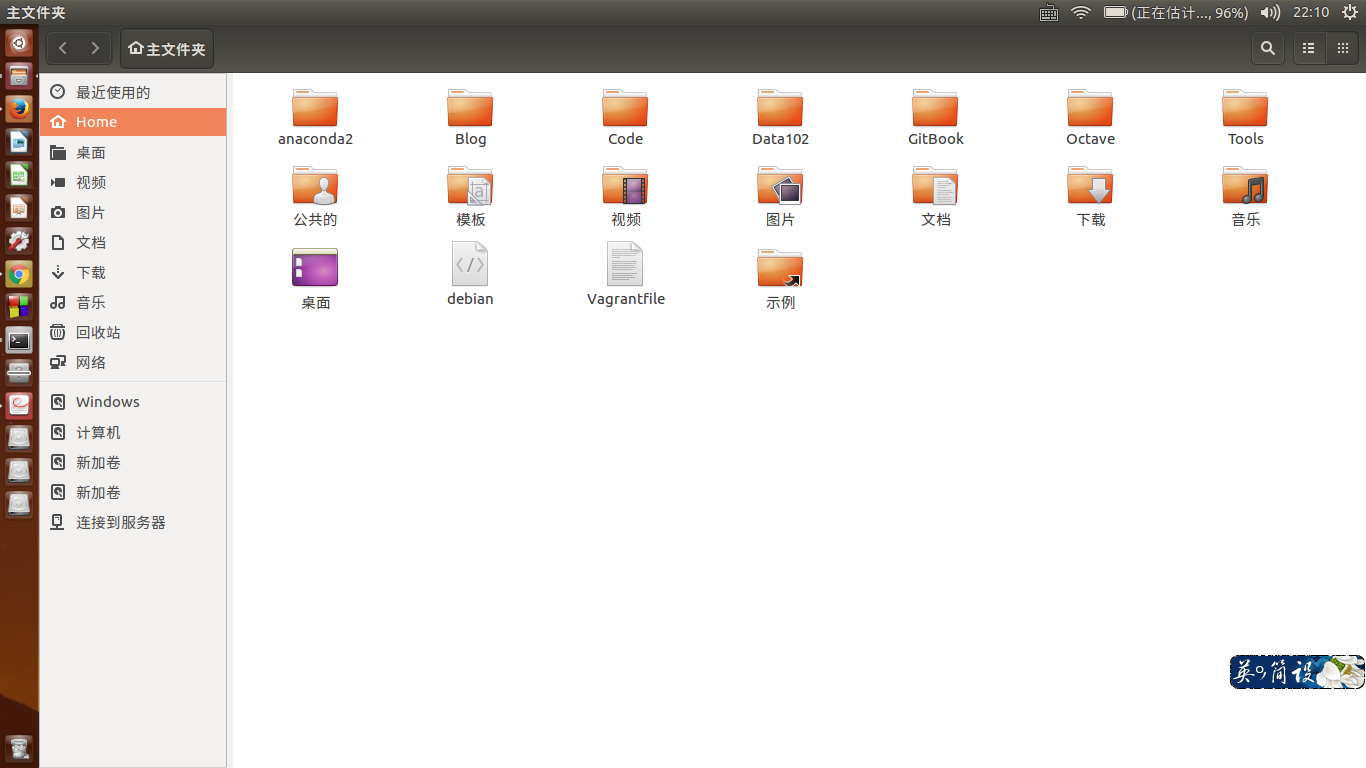 主文件夹
(正在估计..., 96%)
22:10
主文件夹
最近使用的
Home
桌面
视频
图片
文档
下载
音乐
回收站
网络
Windows
计算机
新加卷
新加卷
连接到服务器
anaconda2
Blog
Code
Data102
GitBook
Octave
Tools
公共的
模板
视频
图片
文档
下载
音乐
桌面
debian
Vagrantfile
示例
英 简 设